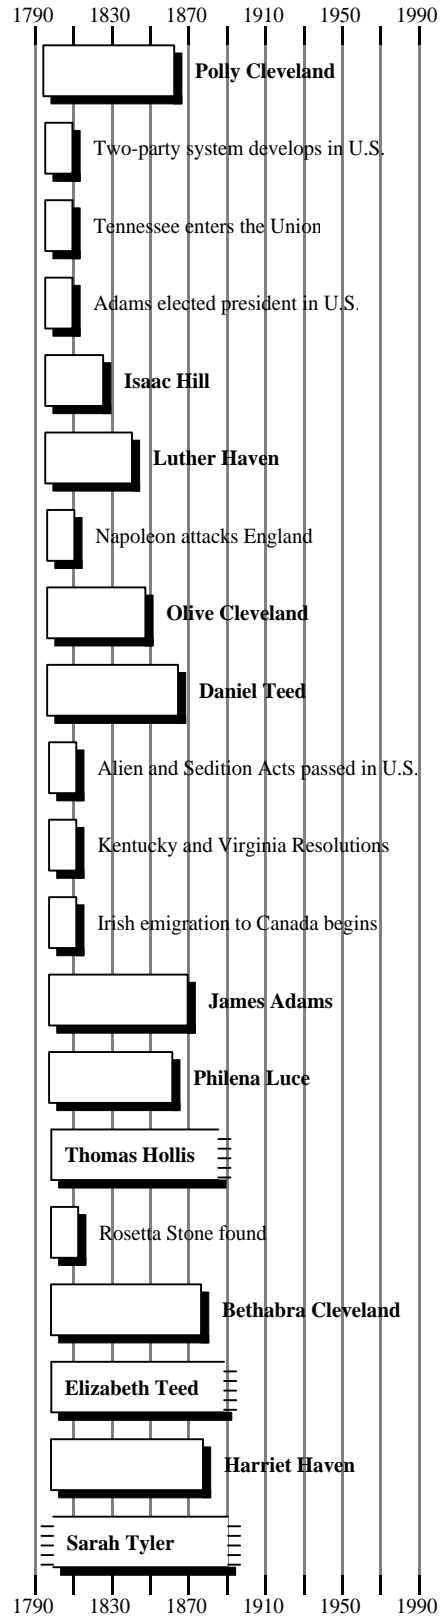 1790 1830 1870 1910 1950 1990
Polly Cleveland
Two-party system develops in U.S.
Tennessee enters the Union
Adams elected president in U.S.
Isaac Hill
Luther Haven
Napoleon attacks England
Olive Cleveland
Daniel Teed
Alien and Sedition Acts passed in U.S.
Kentucky and Virginia Resolutions
Irish emigration to Canada begins
James Adams
Philena Luce
Thomas Hollis
Rosetta Stone found
Bethabra Cleveland
Elizabeth Teed
Harriet Haven
Sarah Tyler
1790 1830 1870 1910 1950 1990